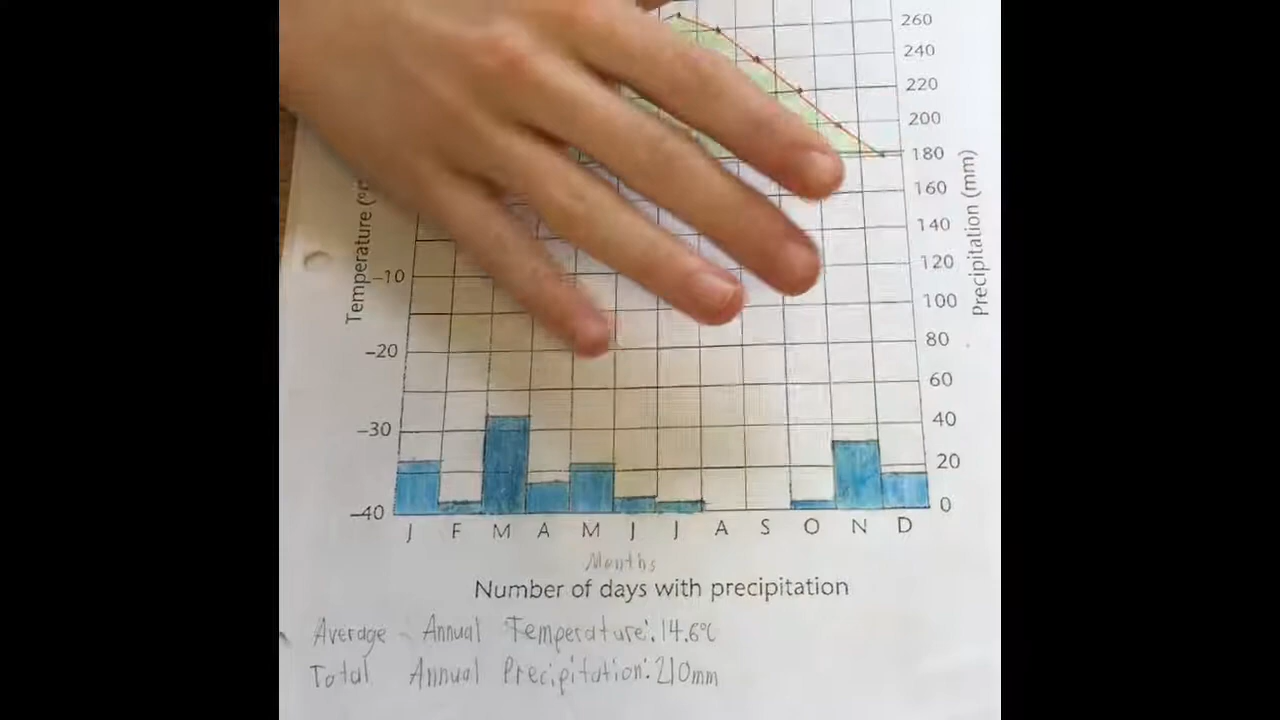 260
240
220
200
180
160
140
120
100
80
60
40
20
0
Precipitation (mm)
Temperature (°
-10
-20
-30
-40
J F M A M J J A S O N D
Months
Number of days with precipitation
Average Annual Temperature: 14.6°C
Total Annual Precipitation: 210mm